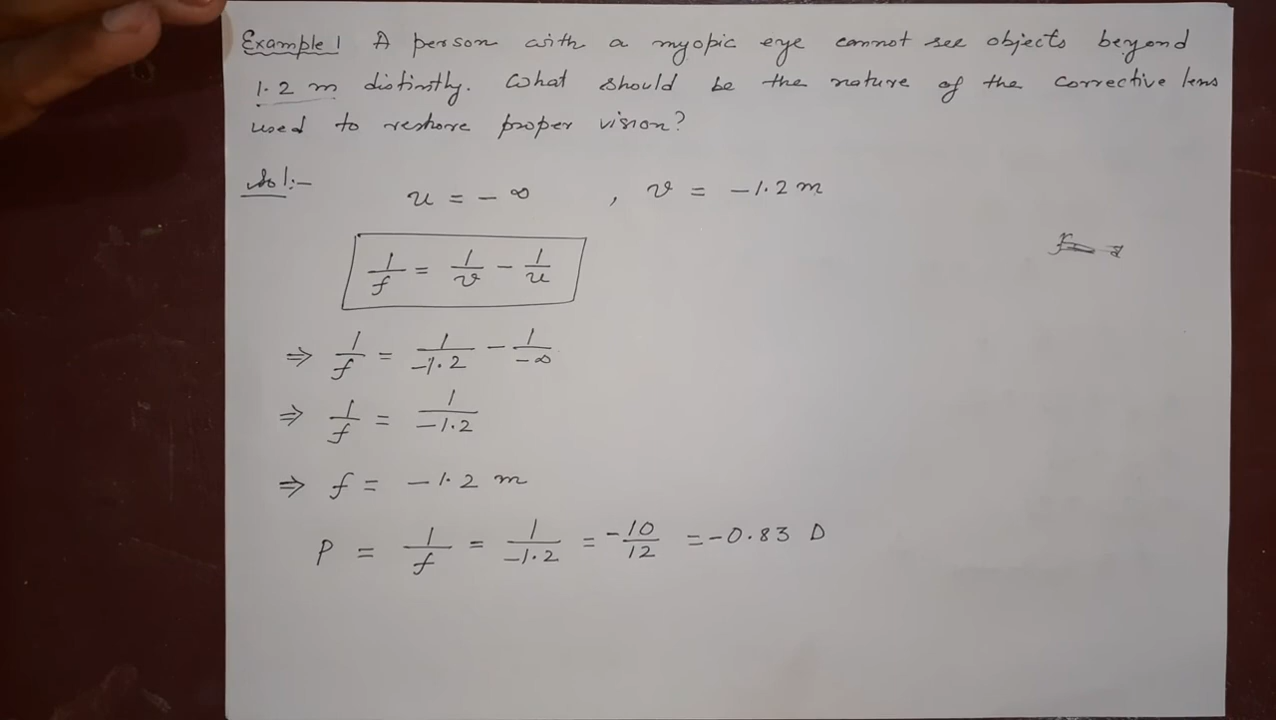 Example 1 A person with a myopic eye cannot see objects beyond
1.2 m distinctly. What should be the nature of the corrective lens
used to restore proper vision?
Sol:-
u = -∞ , v = -1.2 m
1/f = 1/v - 1/u
⇒ 1/f = 1/-1.2 - 1/-∞
⇒ 1/f = 1/-1.2
⇒ f = -1.2 m
P = 1/f = 1/-1.2 = -10/12 = -0.83 D